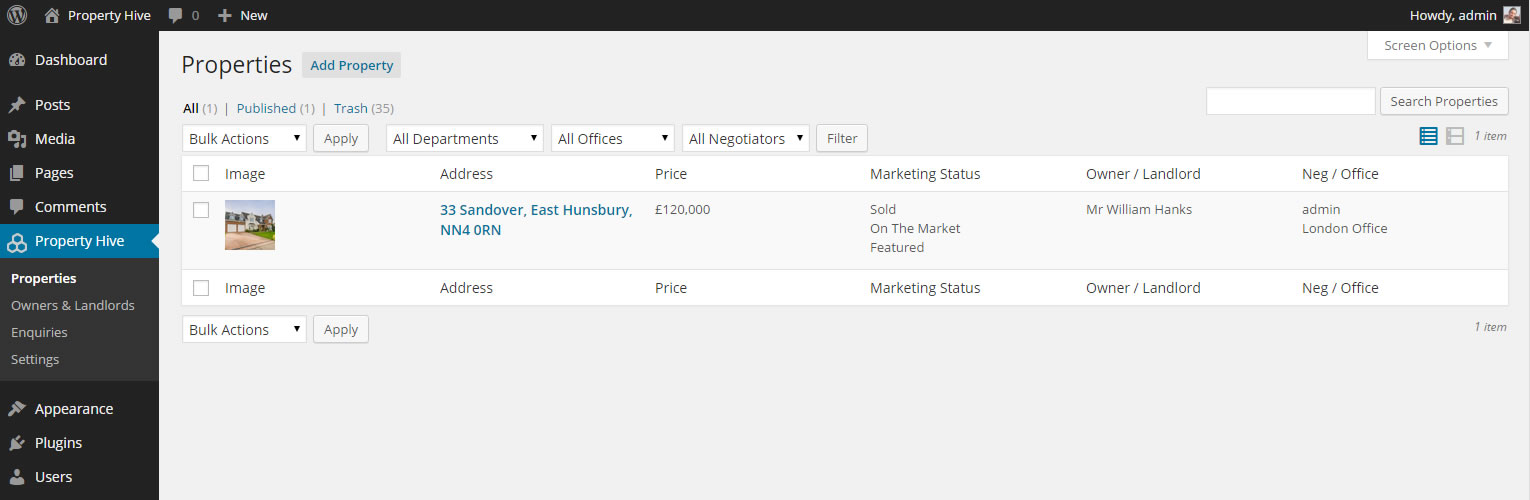 Property Hive 0 New Howdy, admin
Screen Options
Dashboard
Posts
Media
Pages
Comments
Property Hive
Properties
Owners & Landlords
Enquiries
Settings
Appearance
Plugins
Users
Properties Add Property
All (1) | Published (1) | Trash (35)
Search Properties
Bulk Actions Apply All Departments All Offices All Negotiators Filter 1 item
Image Address Price Marketing Status Owner / Landlord Neg / Office
33 Sandover, East Hunsbury, £120,000 Sold Mr William Hanks admin
NN4 0RN On The Market London Office
Featured
Image Address Price Marketing Status Owner / Landlord Neg / Office
Bulk Actions Apply 1 item